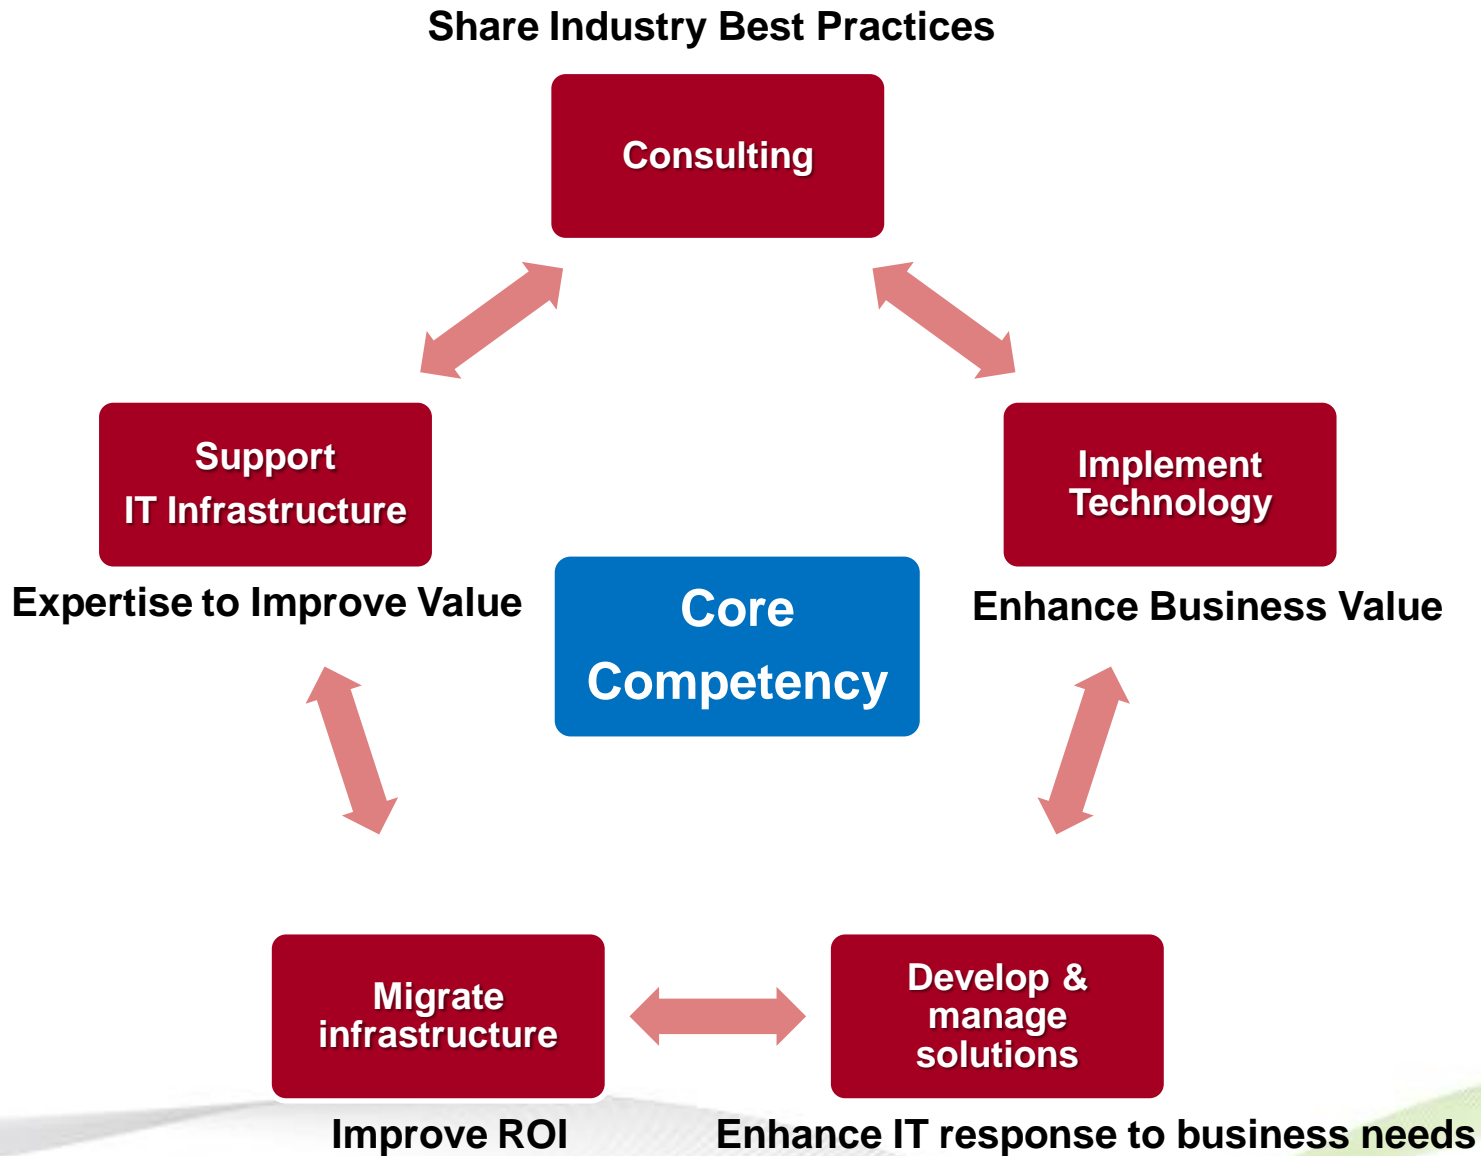 Share Industry Best Practices
Consulting
Support
IT Infrastructure
Expertise to Improve Value
Implement
Technology
Enhance Business Value
Core
Competency
Migrate
infrastructure
Improve ROI
Develop &
manage
solutions
Enhance IT response to business needs